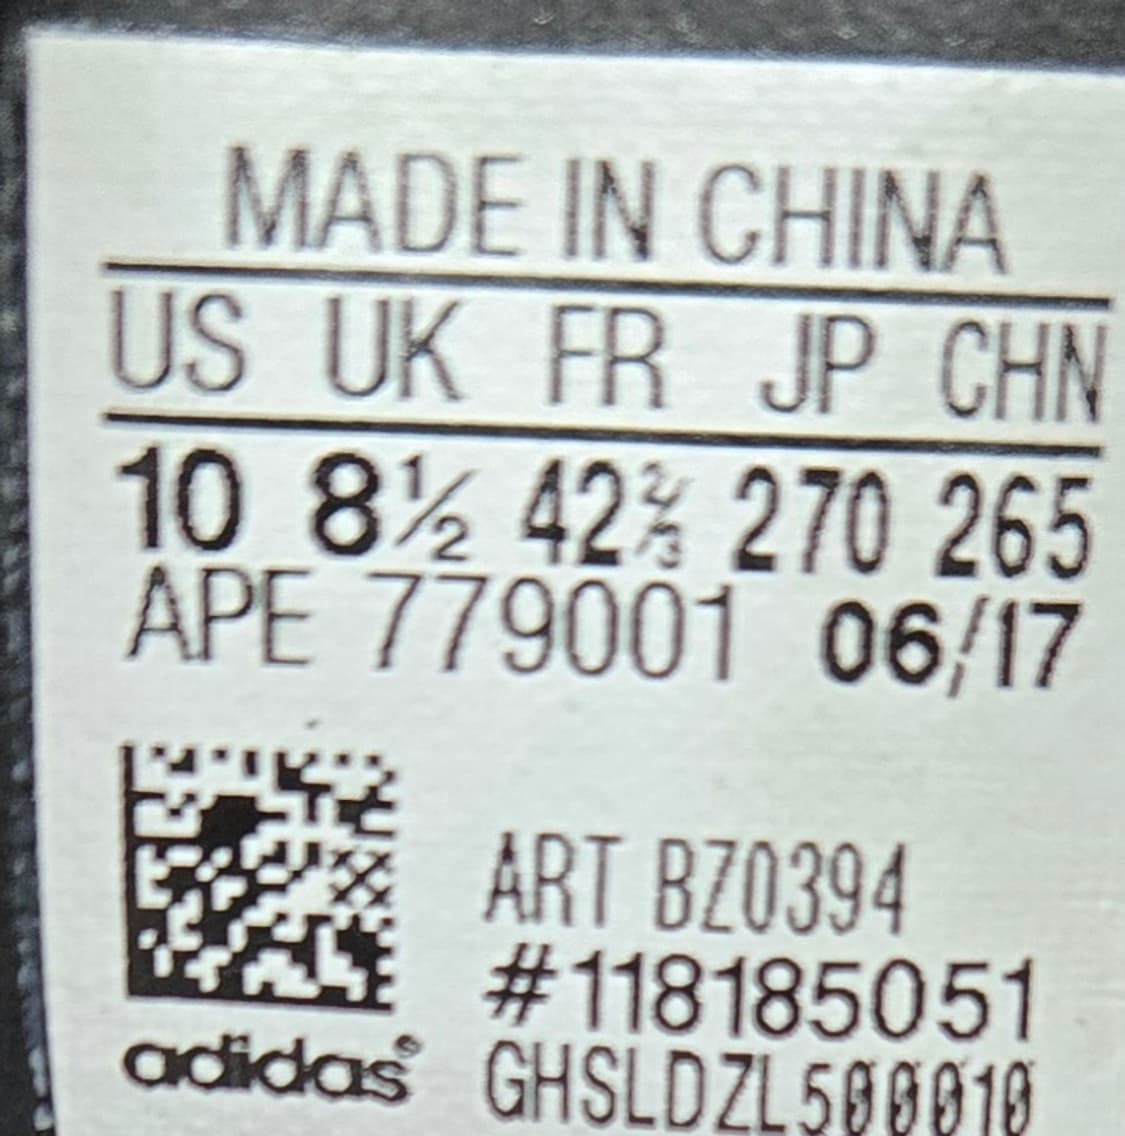 MADE IN CHINA
US UK FR JP CHN
10 8½ 42⅔ 270 265
APE 779001 06/17
ART BZ0394
#118185051
adidas®
GHSLDZL500010